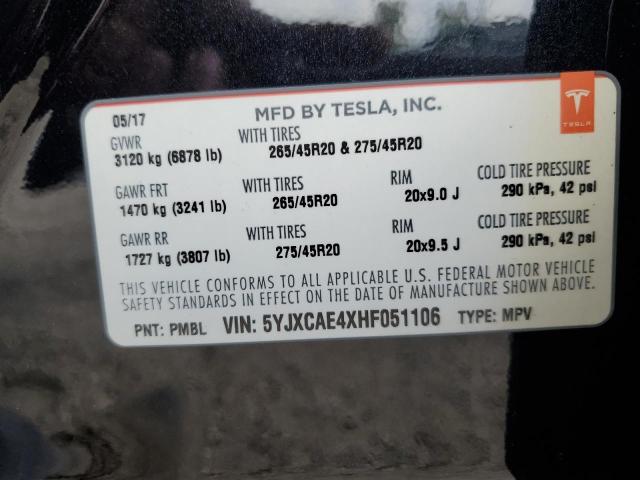 05/17 MFD BY TESLA, INC.
TESLA
GVWR WITH TIRES
3120 kg (6878 lb) 265/45R20 & 275/45R20
GAWR FRT WITH TIRES RIM COLD TIRE PRESSURE
1470 kg (3241 lb) 265/45R20 20x9.0 J 290 kPa, 42 psi
GAWR RR WITH TIRES RIM COLD TIRE PRESSURE
1727 kg (3807 lb) 275/45R20 20x9.5 J 290 kPa, 42 psi
THIS VEHICLE CONFORMS TO ALL APPLICABLE U.S. FEDERAL MOTOR VEHICLE
SAFETY STANDARDS IN EFFECT ON THE DATE OF MANUFACTURE SHOWN ABOVE.
PNT: PMBL VIN: 5YJXCAE4XHF051106 TYPE: MPV